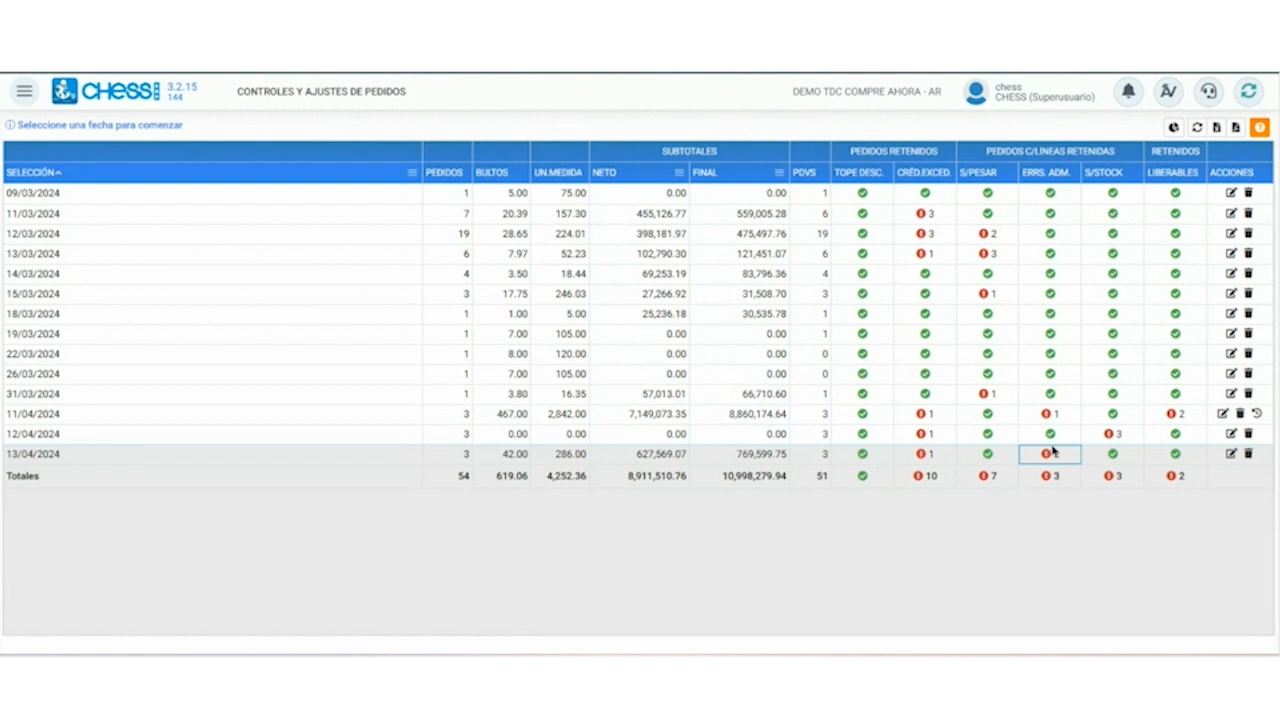 CHESS ERP 3.2.15 144 CONTROLES Y AJUSTES DE PEDIDOS DEMO TDC COMPRE AHORA - AR chess CHESS (Superusuario)
Seleccione una fecha para comenzar
SUBTOTALES PEDIDOS RETENIDOS PEDIDOS C/LINEAS RETENIDAS RETENIDOS
SELECCIÓN PEDIDOS BULTOS UN.MEDIDA NETO FINAL PDVS TOPE DESC. CRÉD.EXCED. S/PESAR ERRS. ADM. S/STOCK LIBERABLES ACCIONES
09/03/2024 1 5.00 75.00 0.00 0.00 1
11/03/2024 7 20.39 157.30 455,126.77 559,005.28 6 3
12/03/2024 19 28.65 224.01 398,181.97 475,497.76 19 3 2
13/03/2024 6 7.97 52.23 102,790.30 121,451.07 6 1 3
14/03/2024 4 3.50 18.44 69,253.19 83,796.36 4
15/03/2024 3 17.75 246.03 27,266.92 31,508.70 3 1
18/03/2024 1 1.00 5.00 25,236.18 30,535.78 1
19/03/2024 1 7.00 105.00 0.00 0.00 1
22/03/2024 1 8.00 120.00 0.00 0.00 0
26/03/2024 1 7.00 105.00 0.00 0.00 0
31/03/2024 1 3.80 16.35 57,013.01 66,710.60 1 1
11/04/2024 3 467.00 2,842.00 7,149,073.35 8,860,174.64 3 1 1 2
12/04/2024 3 0.00 0.00 0.00 0.00 3 1 3
13/04/2024 3 42.00 286.00 627,569.07 769,599.75 3 1
Totales 54 619.06 4,252.36 8,911,510.76 10,998,279.94 51 10 7 3 3 2